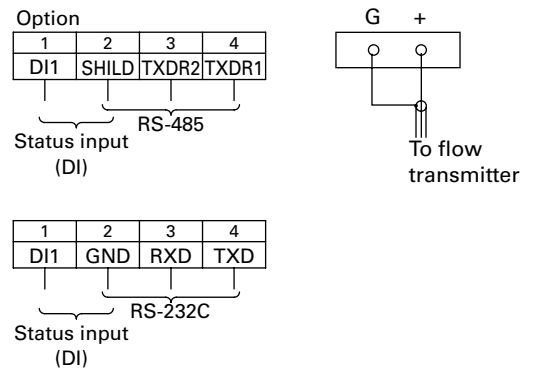 Option
1 2 3 4
DI1 SHILD TXDR2 TXDR1
RS-485
Status input
(DI)
G +
To flow
transmitter
1 2 3 4
DI1 GND RXD TXD
RS-232C
Status input
(DI)